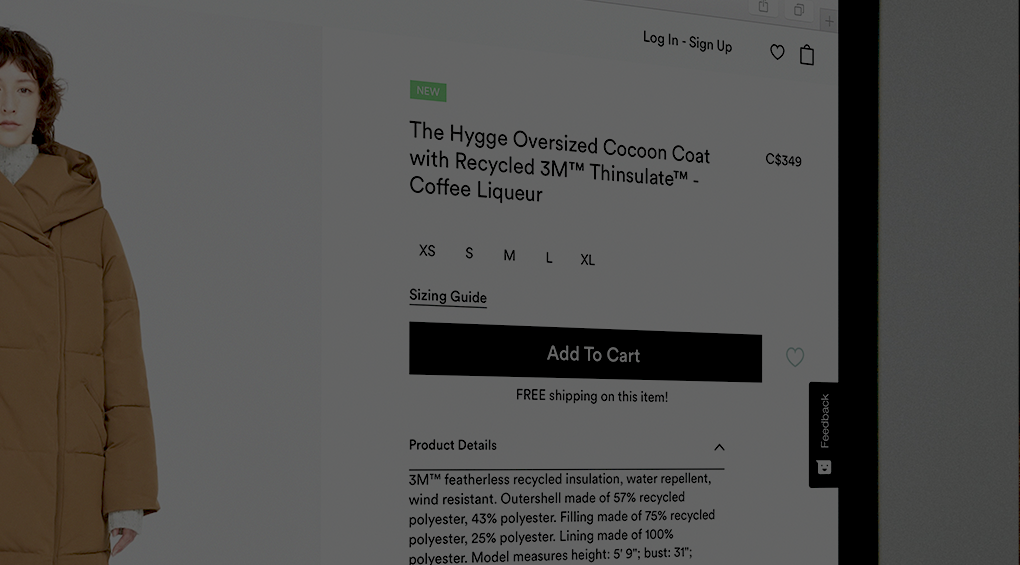 Log In - Sign Up
NEW
The Hygge Oversized Cocoon Coat
with Recycled 3M™ Thinsulate™ -
Coffee Liqueur
C$349
XS S M L XL
Sizing Guide
Add To Cart
FREE shipping on this item!
Feedback
Product Details
3M™ featherless recycled insulation, water repellent,
wind resistant. Outershell made of 57% recycled
polyester, 43% polyester. Filling made of 75% recycled
polyester, 25% polyester. Lining made of 100%
polyester. Model measures height: 5' 9"; bust: 31";